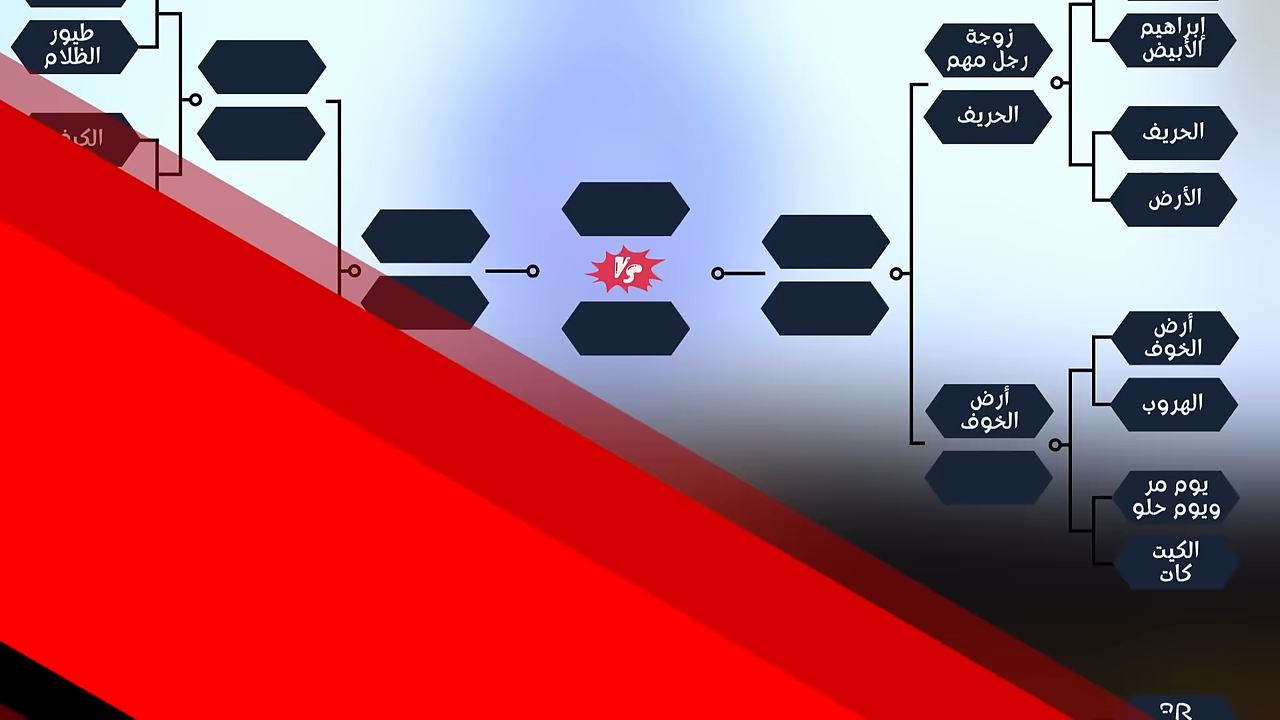 طيور
الظلام
زوجة
رجل مهم
الحريف
إبراهيم
الأبيض
الحريف
الأرض
VS
أرض
الخوف
الهروب
أرض
الخوف
يوم مر
ويوم حلو
الكيت
كات